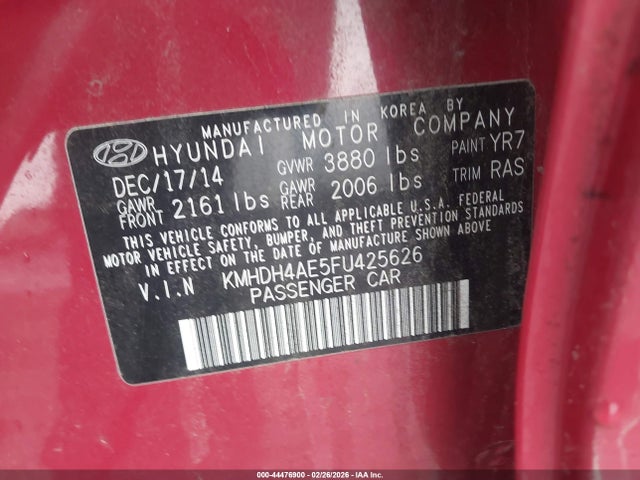 MANUFACTURED IN KOREA BY
HYUNDAI MOTOR COMPANY
DEC/17/14 GVWR 3880 lbs PAINT YR7
GAWR FRONT 2161 lbs GAWR REAR 2006 lbs TRIM RAS
THIS VEHICLE CONFORMS TO ALL APPLICABLE U.S.A. FEDERAL
MOTOR VEHICLE SAFETY, BUMPER, AND THEFT PREVENTION STANDARDS
IN EFFECT ON THE DATE OF MANUFACTURE SHOWN ABOVE.
V.I.N KMHDH4AE5FU425626
PASSENGER CAR
000-44476900 - 02/26/2026 - IAA Inc.